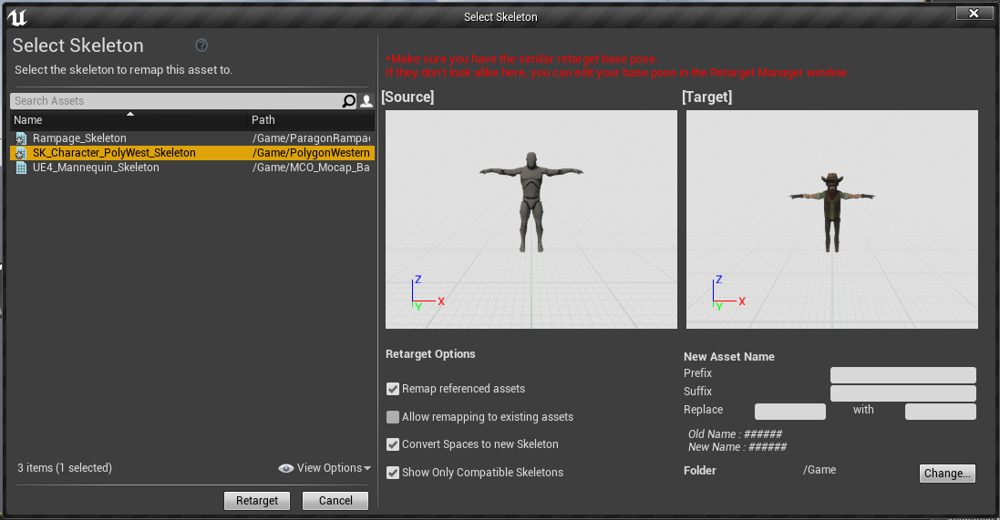 Select Skeleton
Select Skeleton
Select the skeleton to remap this asset to.
Search Assets
Name Path
Rampage_Skeleton /Game/ParagonRampa
SK_Character_PolyWest_Skeleton /Game/PolygonWestern
UE4_Mannequin_Skeleton /Game/MCO_Mocap_Ba
3 items (1 selected)
View Options
Retarget
Cancel
*Make sure you have the similar retarget base pose.
If they don't look alike here, you can edit your base pose in the Retarget Manager window.
[Source]
Z
X
Y
[Target]
Z
X
Y
Retarget Options
Remap referenced assets
Allow remapping to existing assets
Convert Spaces to new Skeleton
Show Only Compatible Skeletons
New Asset Name
Prefix
Suffix
Replace with
Old Name : ######
New Name : ######
Folder /Game Change...